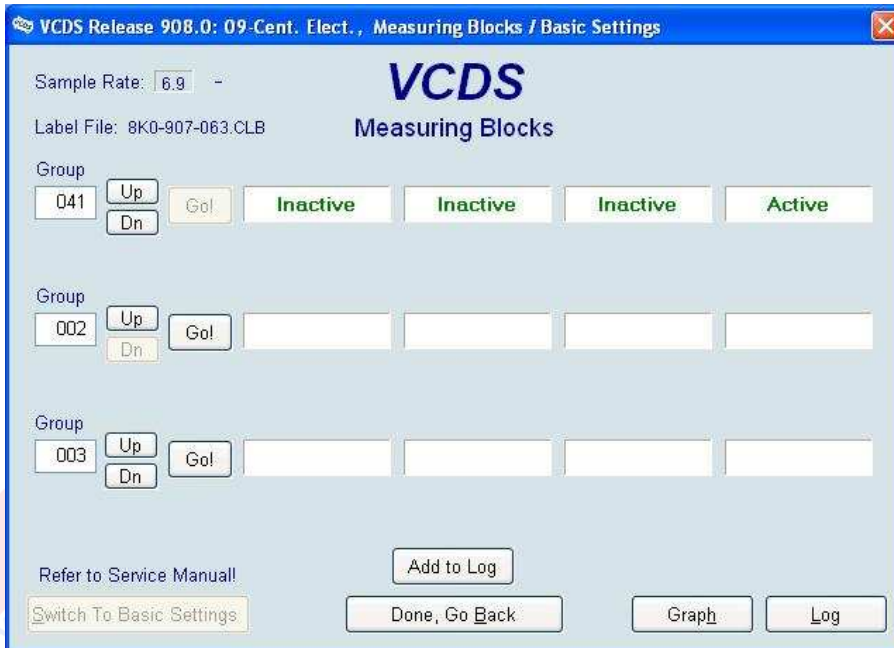 VCDS Release 908.0: 09-Cent. Elect., Measuring Blocks / Basic Settings
Sample Rate: 6.9 -
VCDS
Label File: 8K0-907-063.CLB
Measuring Blocks
Group
041 Up Dn Go! Inactive Inactive Inactive Active
Group
002 Up Dn Go!
Group
003 Up Dn Go!
Refer to Service Manual!
Add to Log
Switch To Basic Settings Done, Go Back Graph Log